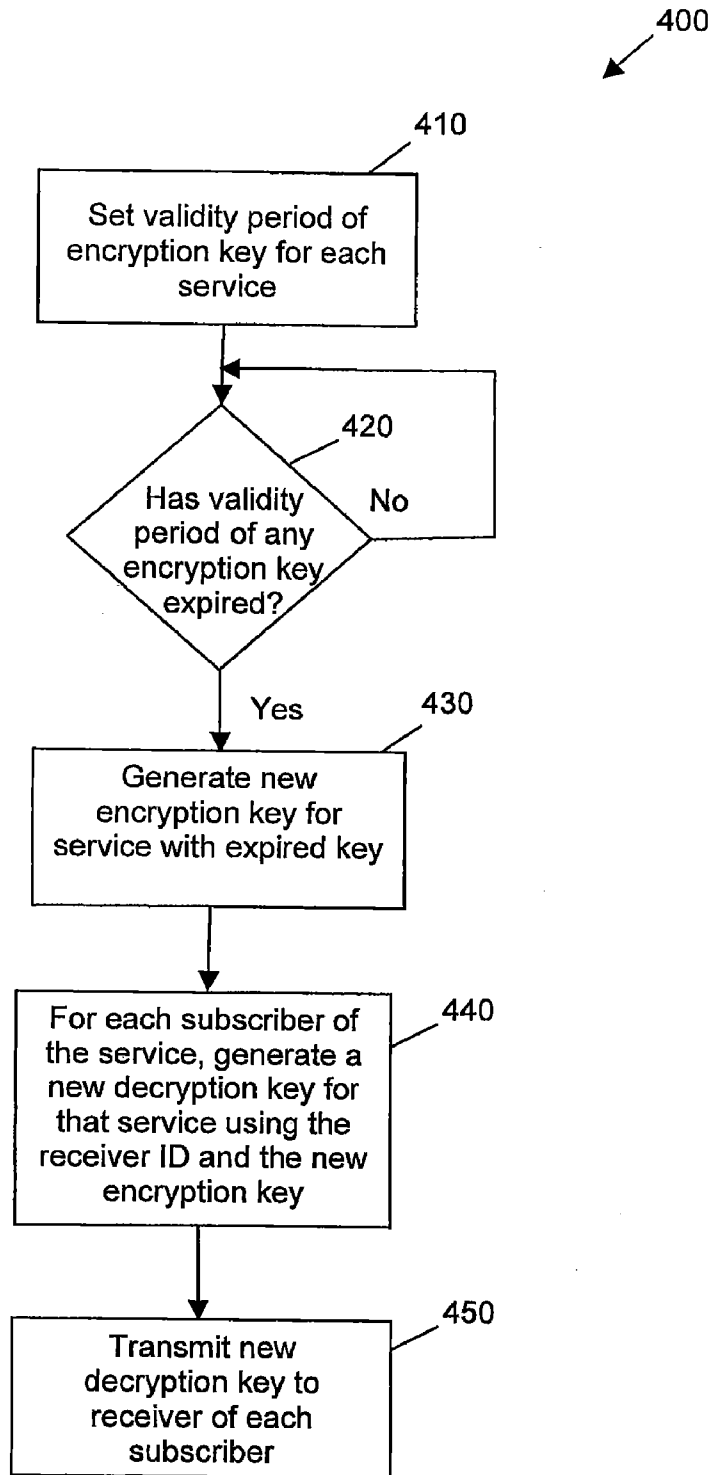 400
410
Set validity period of
encryption key for each
service
420
Has validity
period of any
encryption key
expired?
No
Yes
430
Generate new
encryption key for
service with expired key
For each subscriber of
the service, generate a
new decryption key for
that service using the
receiver ID and the new
encryption key
440
Transmit new
decryption key to
receiver of each
subscriber
450